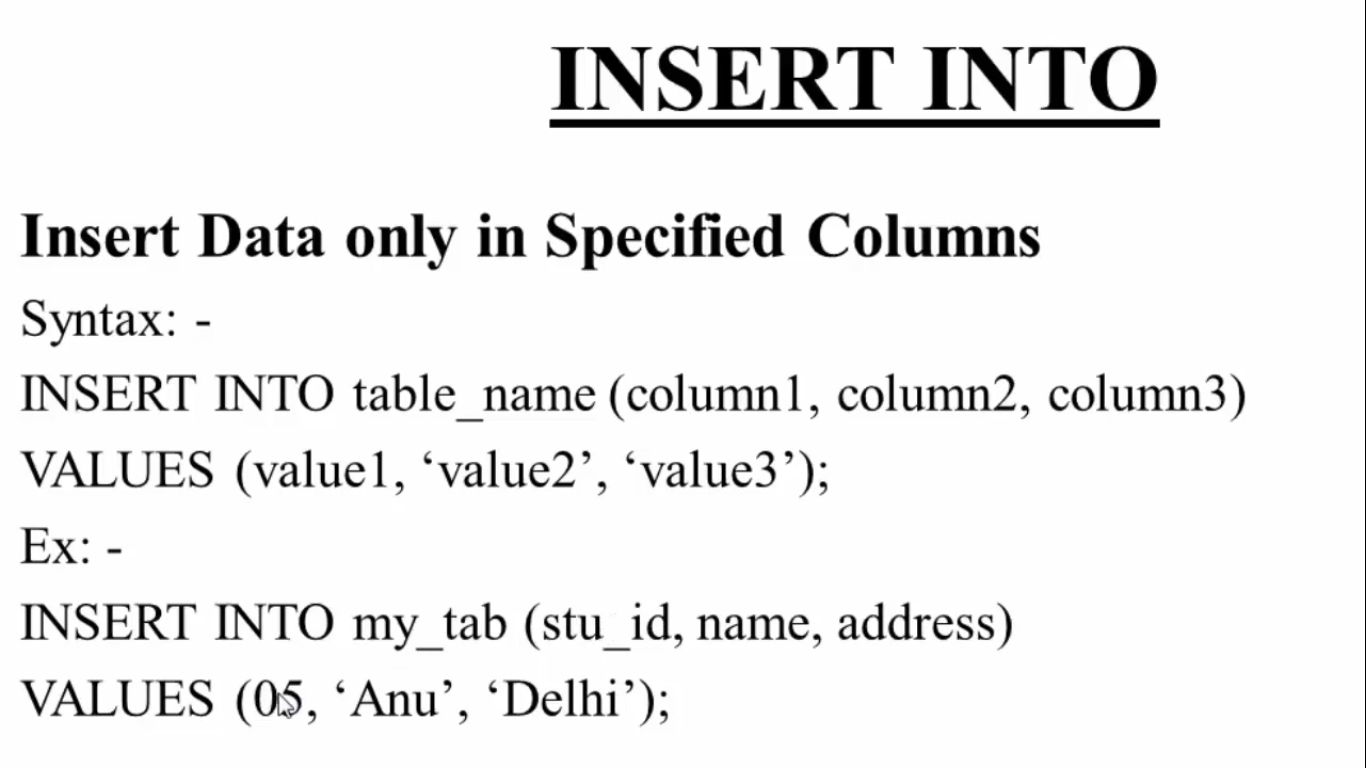 INSERT INTO
Insert Data only in Specified Columns
Syntax: -
INSERT INTO table_name (column1, column2, column3)
VALUES (value1, ‘value2’, ‘value3’);
Ex: -
INSERT INTO my_tab (stu_id, name, address)
VALUES (05, ‘Anu’, ‘Delhi’);